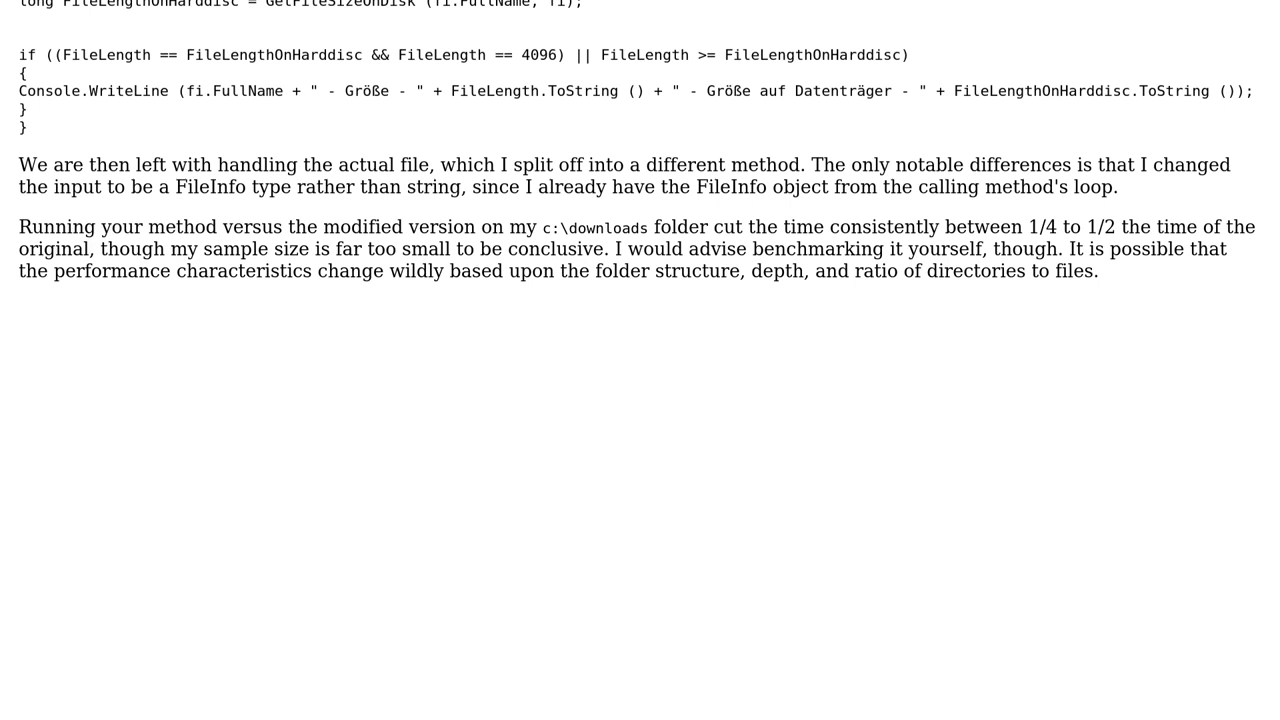 long FileLengthOnHarddisc = GetFileSizeOnDisk (fi.FullName, fi);
if ((FileLength == FileLengthOnHarddisc && FileLength == 4096) || FileLength >= FileLengthOnHarddisc)
{
Console.WriteLine (fi.FullName + " - Größe - " + FileLength.ToString () + " - Größe auf Datenträger - " + FileLengthOnHarddisc.ToString ());
}
}
We are then left with handling the actual file, which I split off into a different method. The only notable differences is that I changed
the input to be a FileInfo type rather than string, since I already have the FileInfo object from the calling method's loop.
Running your method versus the modified version on my c:\downloads folder cut the time consistently between 1/4 to 1/2 the time of the
original, though my sample size is far too small to be conclusive. I would advise benchmarking it yourself, though. It is possible that
the performance characteristics change wildly based upon the folder structure, depth, and ratio of directories to files.